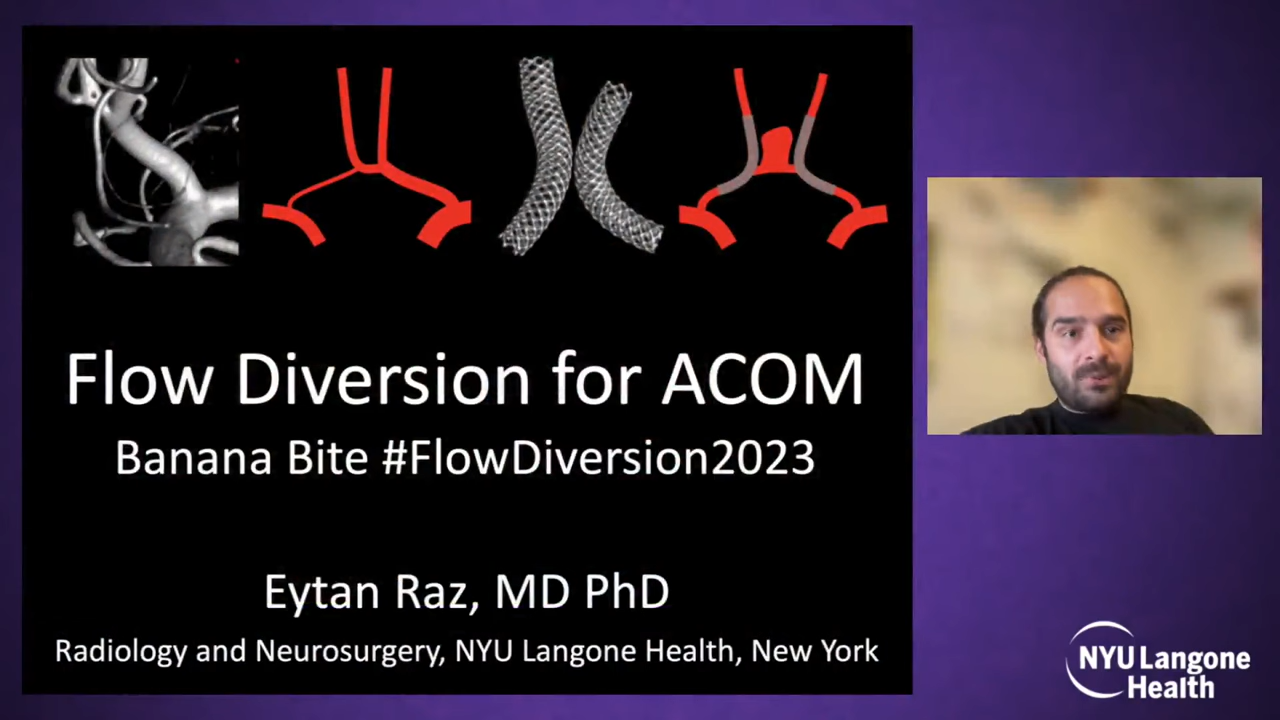 Flow Diversion for ACOM
Banana Bite #FlowDiversion2023
Eytan Raz, MD PhD
Radiology and Neurosurgery, NYU Langone Health, New York
NYU Langone
Health